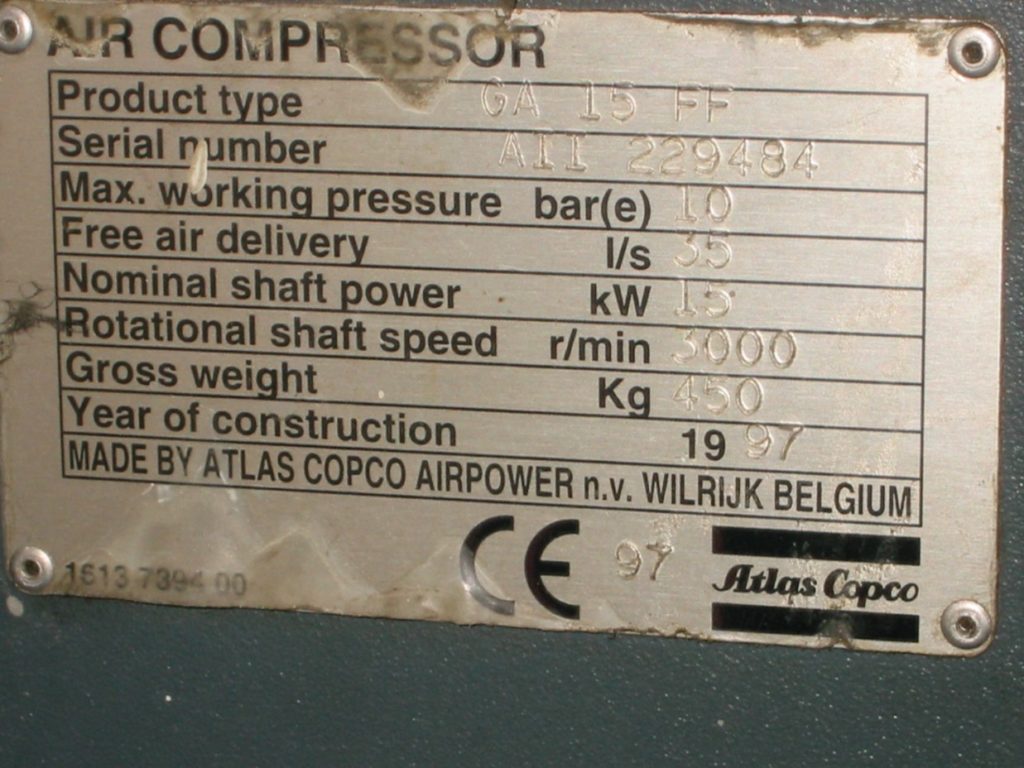 AIR COMPRESSOR
Product type GA 15 FF
Serial number AII 229484
Max. working pressure bar(e) 10
Free air delivery l/s 35
Nominal shaft power kW 15
Rotational shaft speed r/min 3000
Gross weight Kg 450
Year of construction 19 97
MADE BY ATLAS COPCO AIRPOWER n.v. WILRIJK BELGIUM
CE 97 Atlas Copco
1613 7394 00